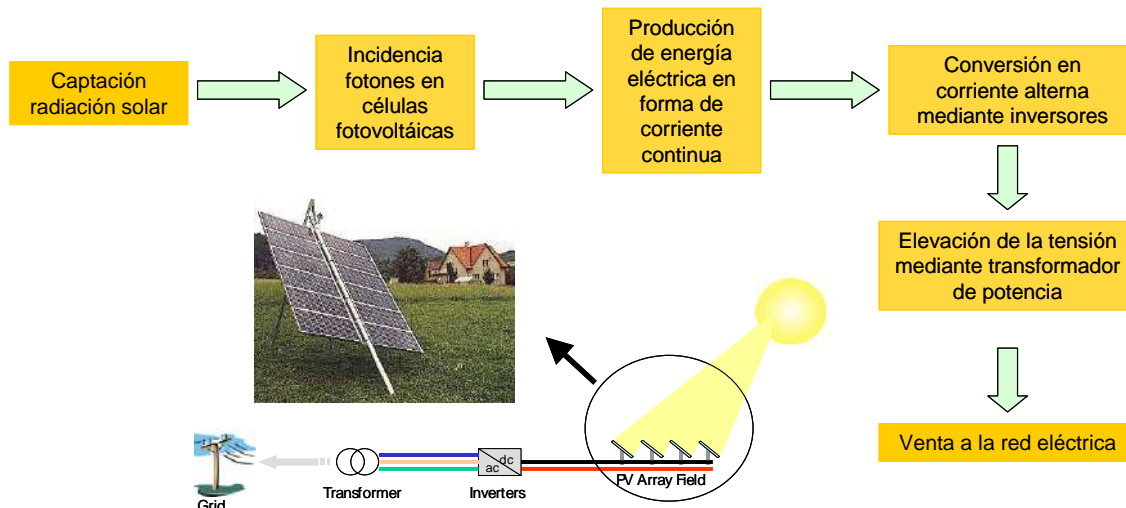 Captación
radiación solar
Incidencia
fotones en
células
fotovoltáicas
Producción
de energía
eléctrica en
forma de
corriente
continua
Conversión en
corriente alterna
mediante inversores
Elevación de la tensión
mediante transformador
de potencia
Venta a la red eléctrica
Grid
Transformer
ac
dc
Inverters
PV Array Field